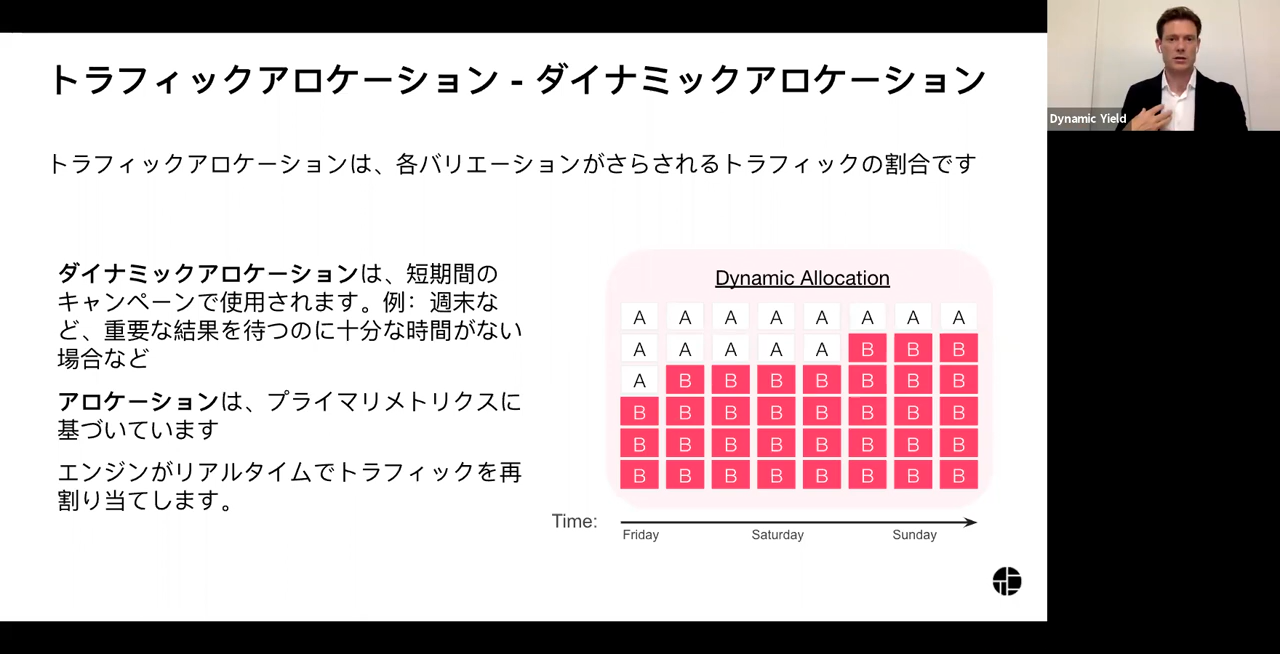 トラフィックアロケーション - ダイナミックアロケーション
Dynamic Yield
トラフィックアロケーションは、各バリエーションがさらされるトラフィックの割合です
ダイナミックアロケーションは、短期間の
キャンペーンで使用されます。例: 週末な
ど、重要な結果を待つのに十分な時間がない
場合など
アロケーションは、プライマリメトリクスに
基づいています
エンジンがリアルタイムでトラフィックを再
割り当てします。
Dynamic Allocation
A A A A A A A A
A A A A A B B B
A B B B B B B B
B B B B B B B B
B B B B B B B B
B B B B B B B B
Time:
Friday Saturday Sunday